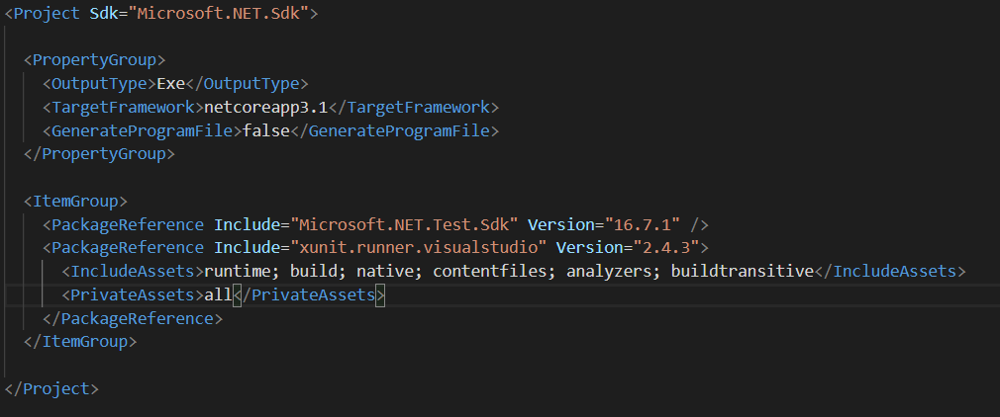 <Project Sdk="Microsoft.NET.Sdk">
<PropertyGroup>
<OutputType>Exe</OutputType>
<TargetFramework>netcoreapp3.1</TargetFramework>
<GenerateProgramFile>false</GenerateProgramFile>
</PropertyGroup>
<ItemGroup>
<PackageReference Include="Microsoft.NET.Test.Sdk" Version="16.7.1" />
<PackageReference Include="xunit.runner.visualstudio" Version="2.4.3">
<IncludeAssets>runtime; build; native; contentfiles; analyzers; buildtransitive</IncludeAssets>
<PrivateAssets>all</PrivateAssets>
</PackageReference>
</ItemGroup>
</Project>